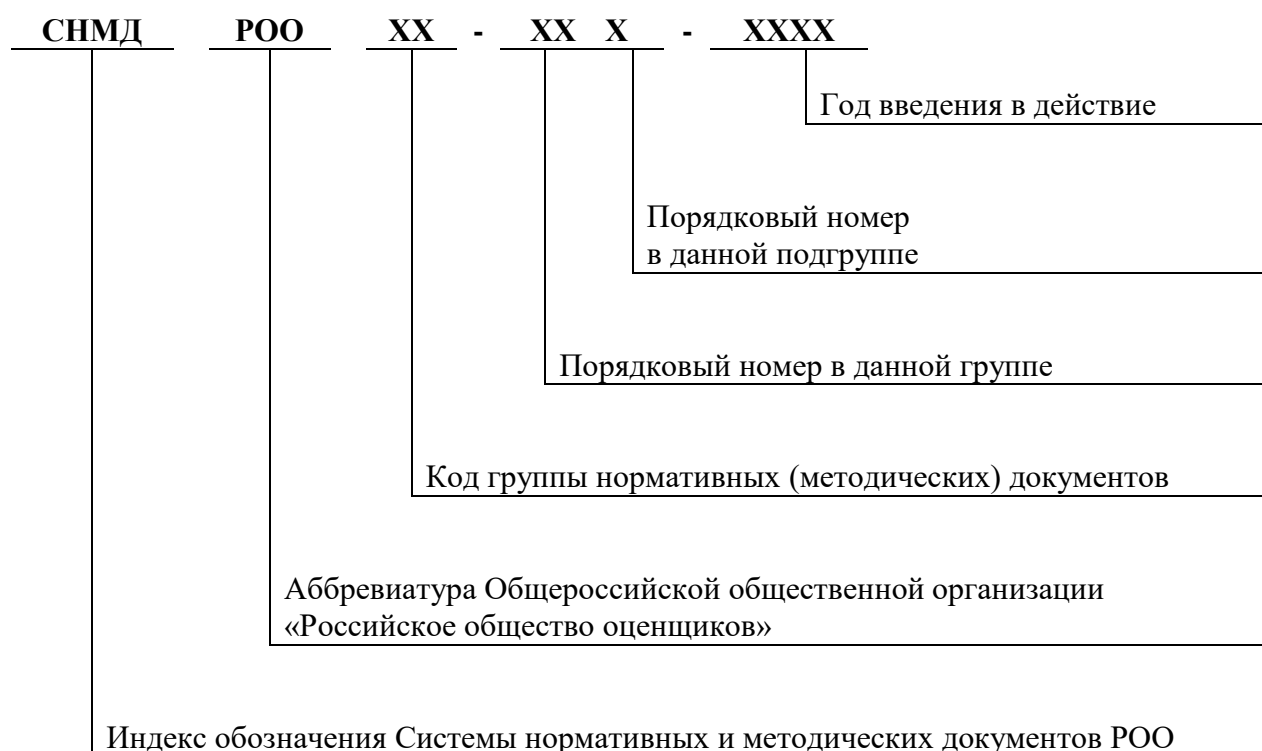 СНМД РОО ХХ - ХХ Х - ХХХХ
Год введения в действие
Порядковый номер
в данной подгруппе
Порядковый номер в данной группе
Код группы нормативных (методических) документов
Аббревиатура Общероссийской общественной организации
«Российское общество оценщиков»
Индекс обозначения Системы нормативных и методических документов РОО